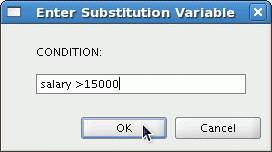 Enter Substitution Variable
CONDITION:
salary >15000
OK
Cancel